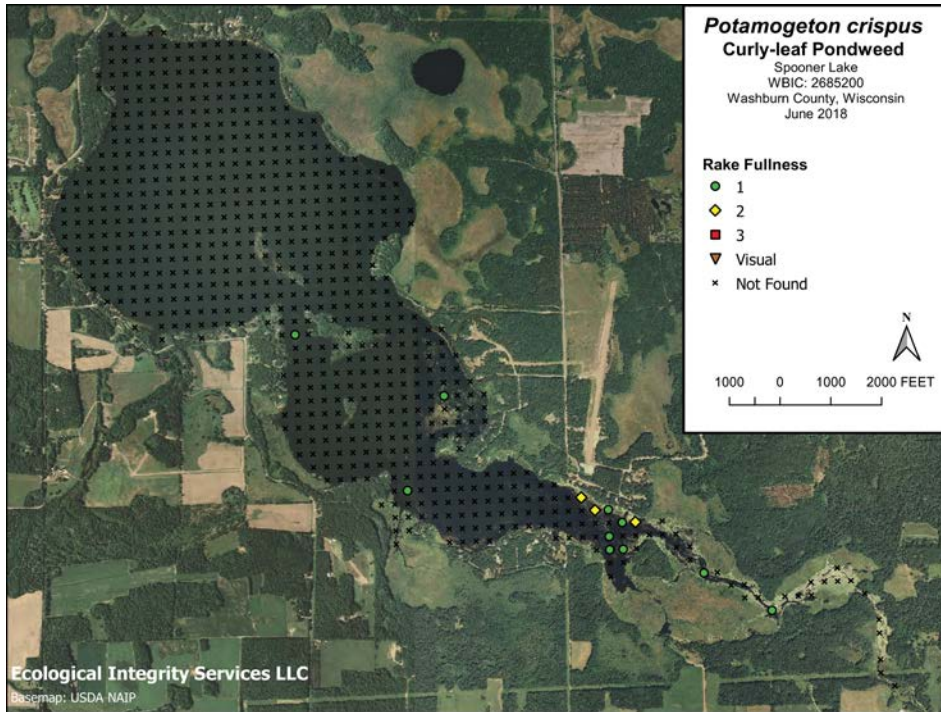 Potamogeton crispus
Curly-leaf Pondweed
Spooner Lake
WBIC: 2685200
Washburn County, Wisconsin
June 2018
Rake Fullness
1
2
3
Visual
Not Found
N
1000 0 1000 2000 FEET
Ecological Integrity Services LLC
Basemap: USDA NAIP